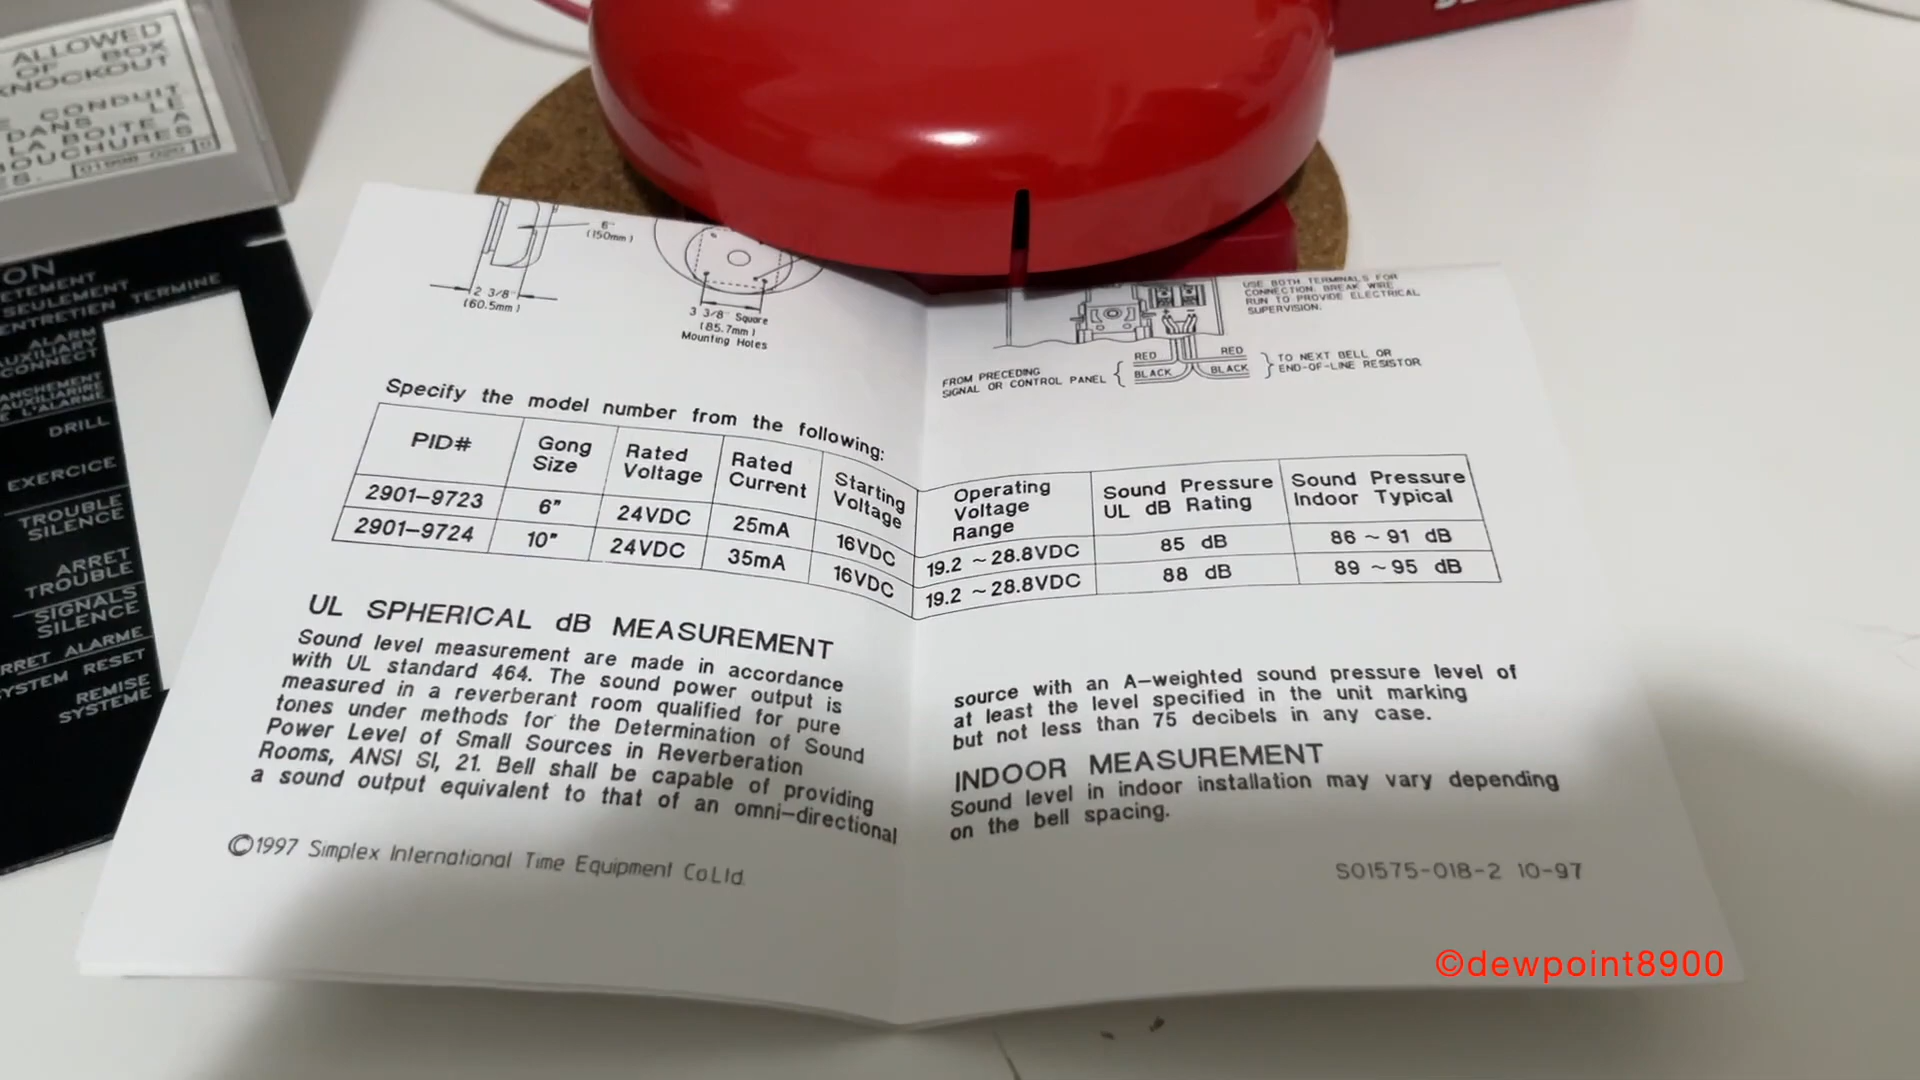 ALLOWED
OF BOX
KNOCKOUT
CONDUIT
DANS LE
LA BOITE A
BOUCHURES
ES.
ON
SEULEMENT
ENTRETIEN TERMINE
ALARM
AUXILIARY
CONNECT
DRILL
EXERCICE
TROUBLE
SILENCE
ARRET
TROUBLE
SIGNALS
SILENCE
RRET ALARME
YSTEM RESET
REMISE
SYSTEME
6"
(150mm)
2 3/8"
(60.5mm)
3 3/8" Square
(85.7mm)
Mounting Holes
USE BOTH TERMINALS FOR
CONNECTION. BREAK WIRE
RUN TO PROVIDE ELECTRICAL
SUPERVISION.
FROM PRECEDING
SIGNAL OR CONTROL PANEL
RED RED
BLACK BLACK
TO NEXT BELL OR
END-OF-LINE RESISTOR
Specify the model number from the following:
PID# Gong Size Rated Voltage Rated Current Starting Voltage Operating Voltage Range Sound Pressure UL dB Rating Sound Pressure Indoor Typical
2901-9723 6" 24VDC 25mA 16VDC 19.2 ~ 28.8VDC 85 dB 86 ~ 91 dB
2901-9724 10" 24VDC 35mA 16VDC 19.2 ~ 28.8VDC 88 dB 89 ~ 95 dB
UL SPHERICAL dB MEASUREMENT
Sound level measurement are made in accordance
with UL standard 464. The sound power output is
measured in a reverberant room qualified for pure
tones under methods for the Determination of Sound
Power Level of Small Sources in Reverberation
Rooms, ANSI SI, 21. Bell shall be capable of providing
a sound output equivalent to that of an omni-directional
source with an A-weighted sound pressure level of
at least the level specified in the unit marking
but not less than 75 decibels in any case.
INDOOR MEASUREMENT
Sound level in indoor installation may vary depending
on the bell spacing.
©1997 Simplex International Time Equipment Co Ltd.
S01575-018-2 10-97
©dewpoint8900